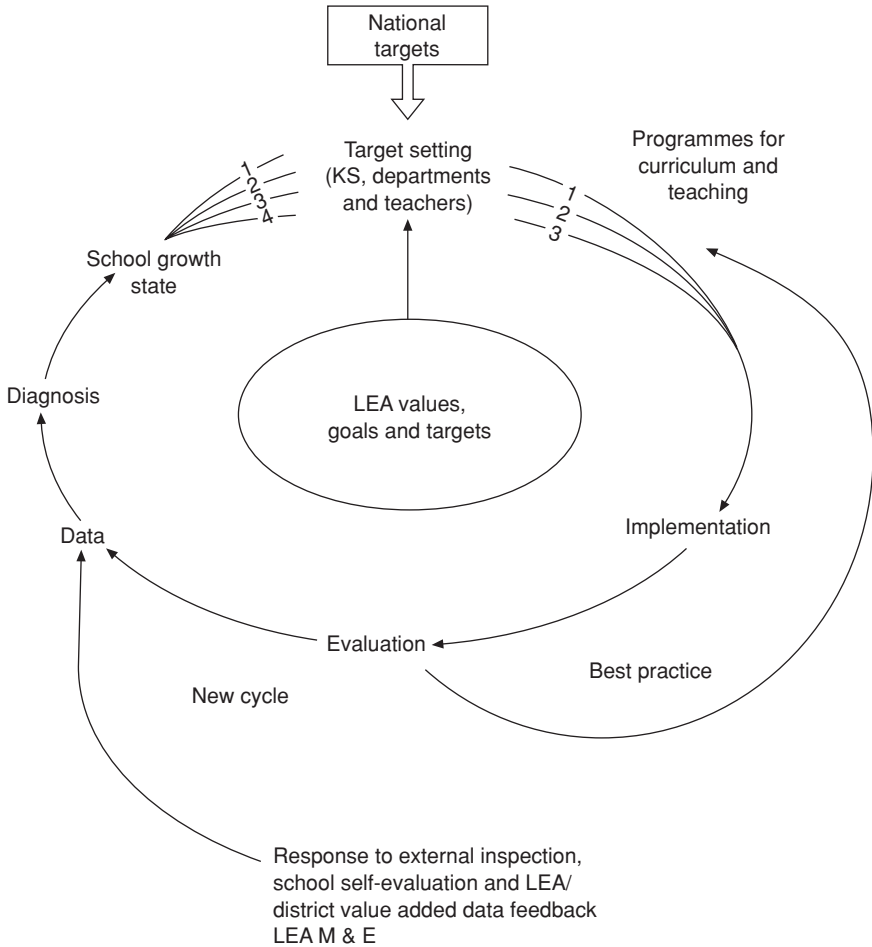 National
targets
Target setting
(KS, departments
and teachers)
Programmes for
curriculum and
teaching
1
2
3
4
1
2
3
School growth
state
Diagnosis
LEA values,
goals and targets
Data
Implementation
Evaluation
Best practice
New cycle
Response to external inspection,
school self-evaluation and LEA/
district value added data feedback
LEA M & E